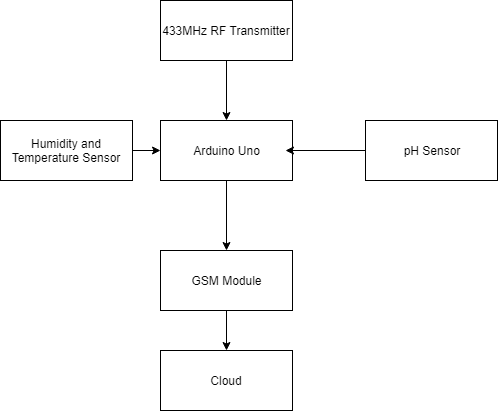 433MHz RF Transmitter
Humidity and
Temperature Sensor
Arduino Uno
pH Sensor
GSM Module
Cloud